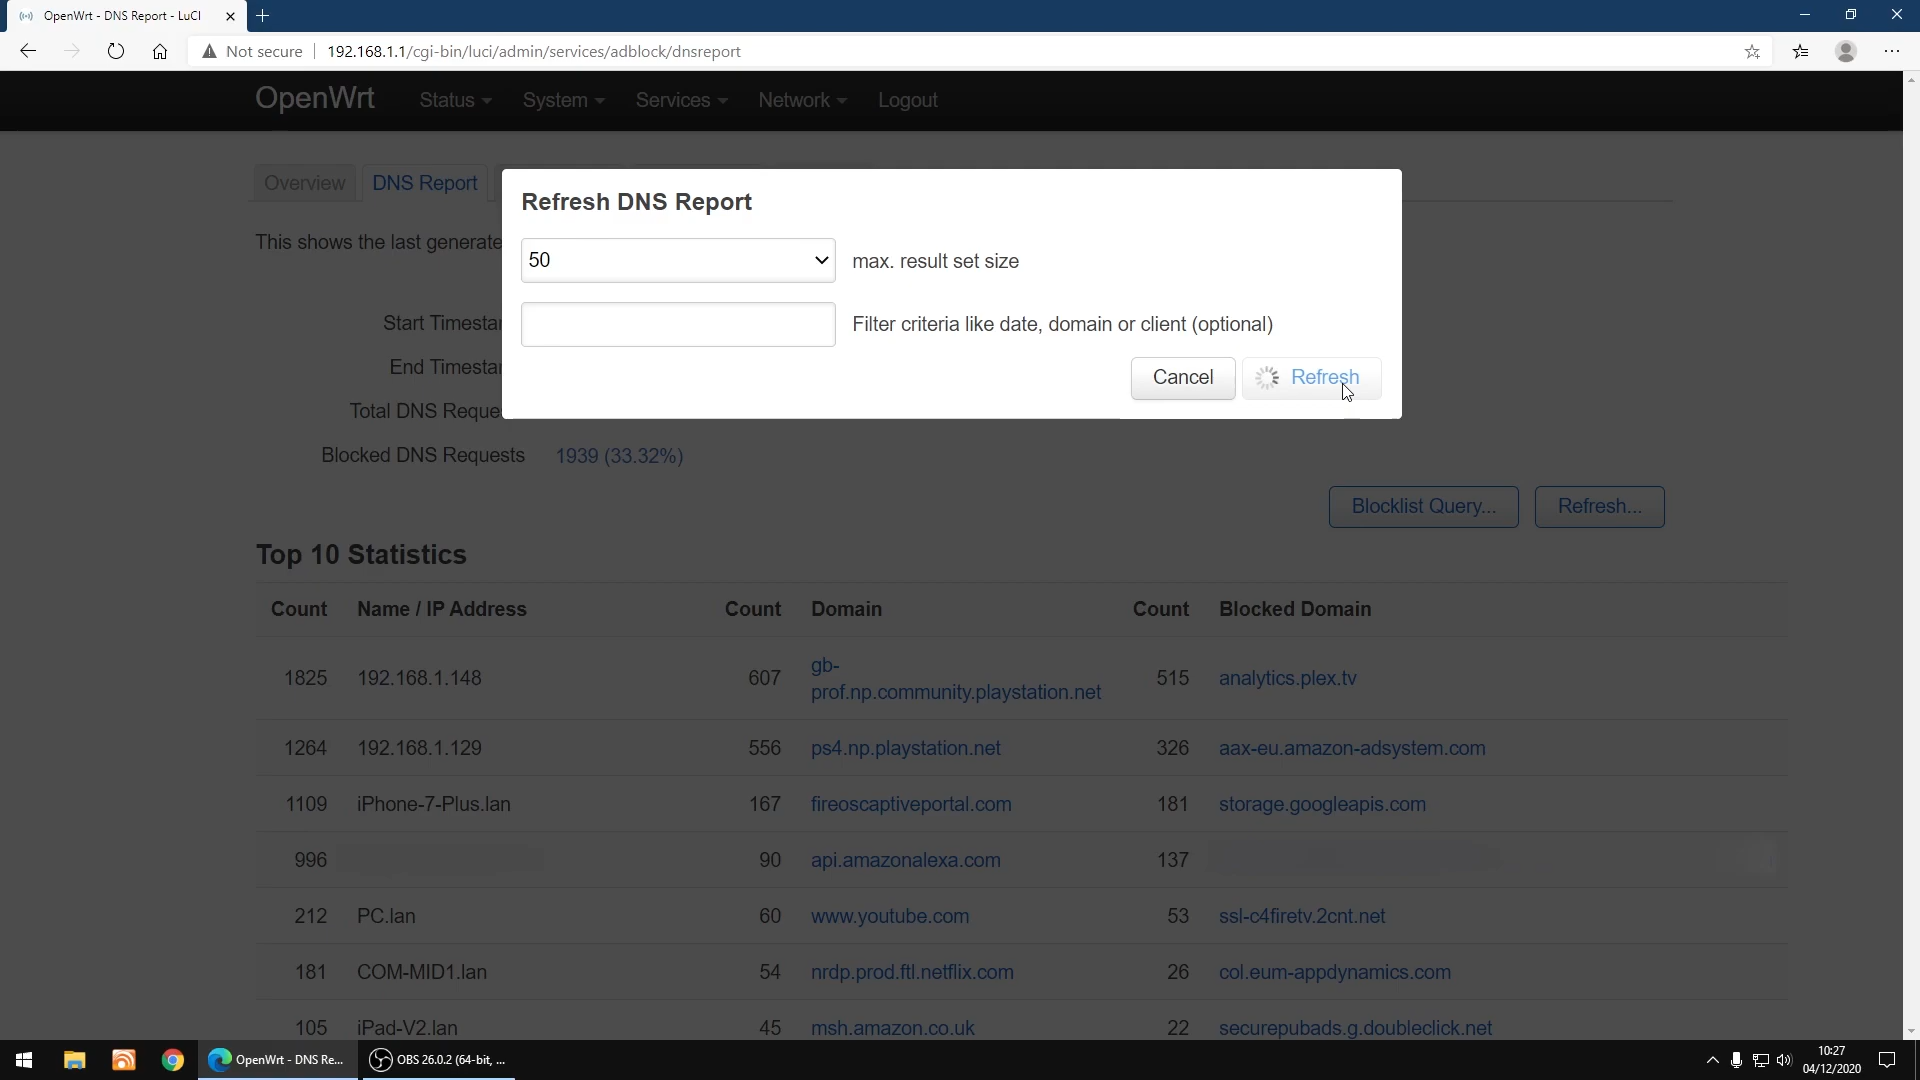 OpenWrt - DNS Report - LuCI
Not secure
192.168.1.1/cgi-bin/luci/admin/services/adblock/dnsreport
OpenWrt Status System Services Network Logout
Overview DNS Report
Refresh DNS Report
This shows the last generate
50 max. result set size
Start Timesta
Filter criteria like date, domain or client (optional)
End Timesta
Cancel Refresh
Total DNS Reque
Blocked DNS Requests 1939 (33.32%)
Blocklist Query... Refresh...
Top 10 Statistics
Count Name / IP Address Count Domain Count Blocked Domain
1825 192.168.1.148 607 gb-
prof.np.community.playstation.net 515 analytics.plex.tv
1264 192.168.1.129 556 ps4.np.playstation.net 326 aax-eu.amazon-adsystem.com
1109 iPhone-7-Plus.lan 167 fireoscaptiveportal.com 181 storage.googleapis.com
996 90 api.amazonalexa.com 137
212 PC.lan 60 www.youtube.com 53 ssl-c4firetv.2cnt.net
181 COM-MID1.lan 54 nrdp.prod.ftl.netflix.com 26 col.eum-appdynamics.com
105 iPad-V2.lan 45 msh.amazon.co.uk 22 securepubads.g.doubleclick.net
OpenWrt - DNS Re...
OBS 26.0.2 (64-bit, ...
10:27
04/12/2020